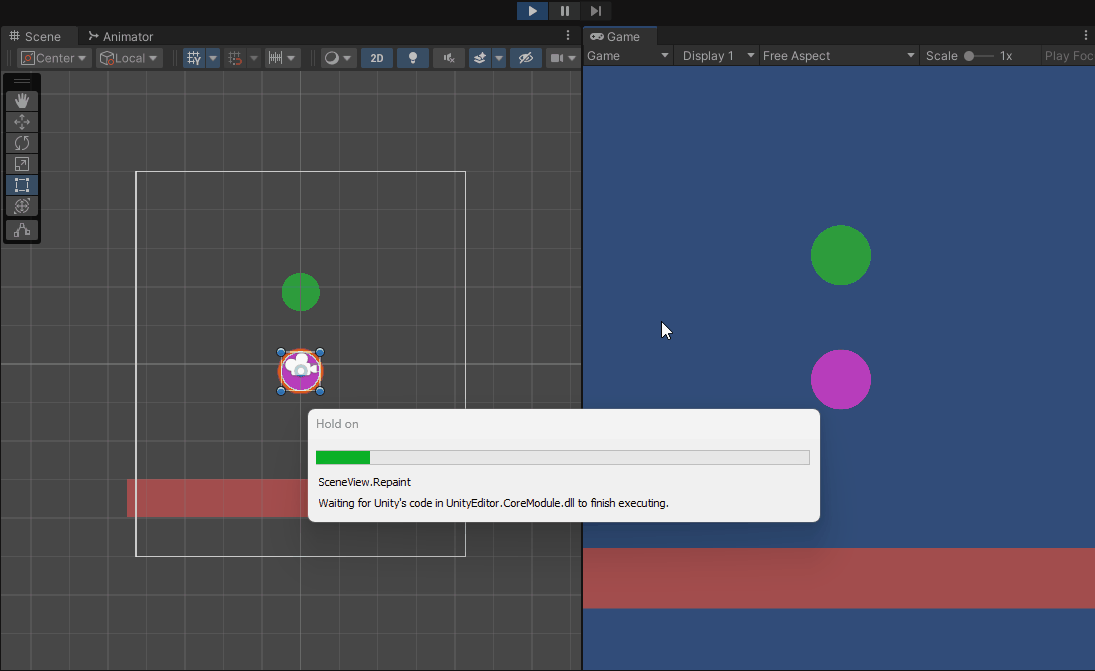 Scene
Animator
Game
Center
Local
2D
Game
Display 1
Free Aspect
Scale
1x
Play Foc
Hold on
SceneView.Repaint
Waiting for Unity's code in UnityEditor.CoreModule.dll to finish executing.